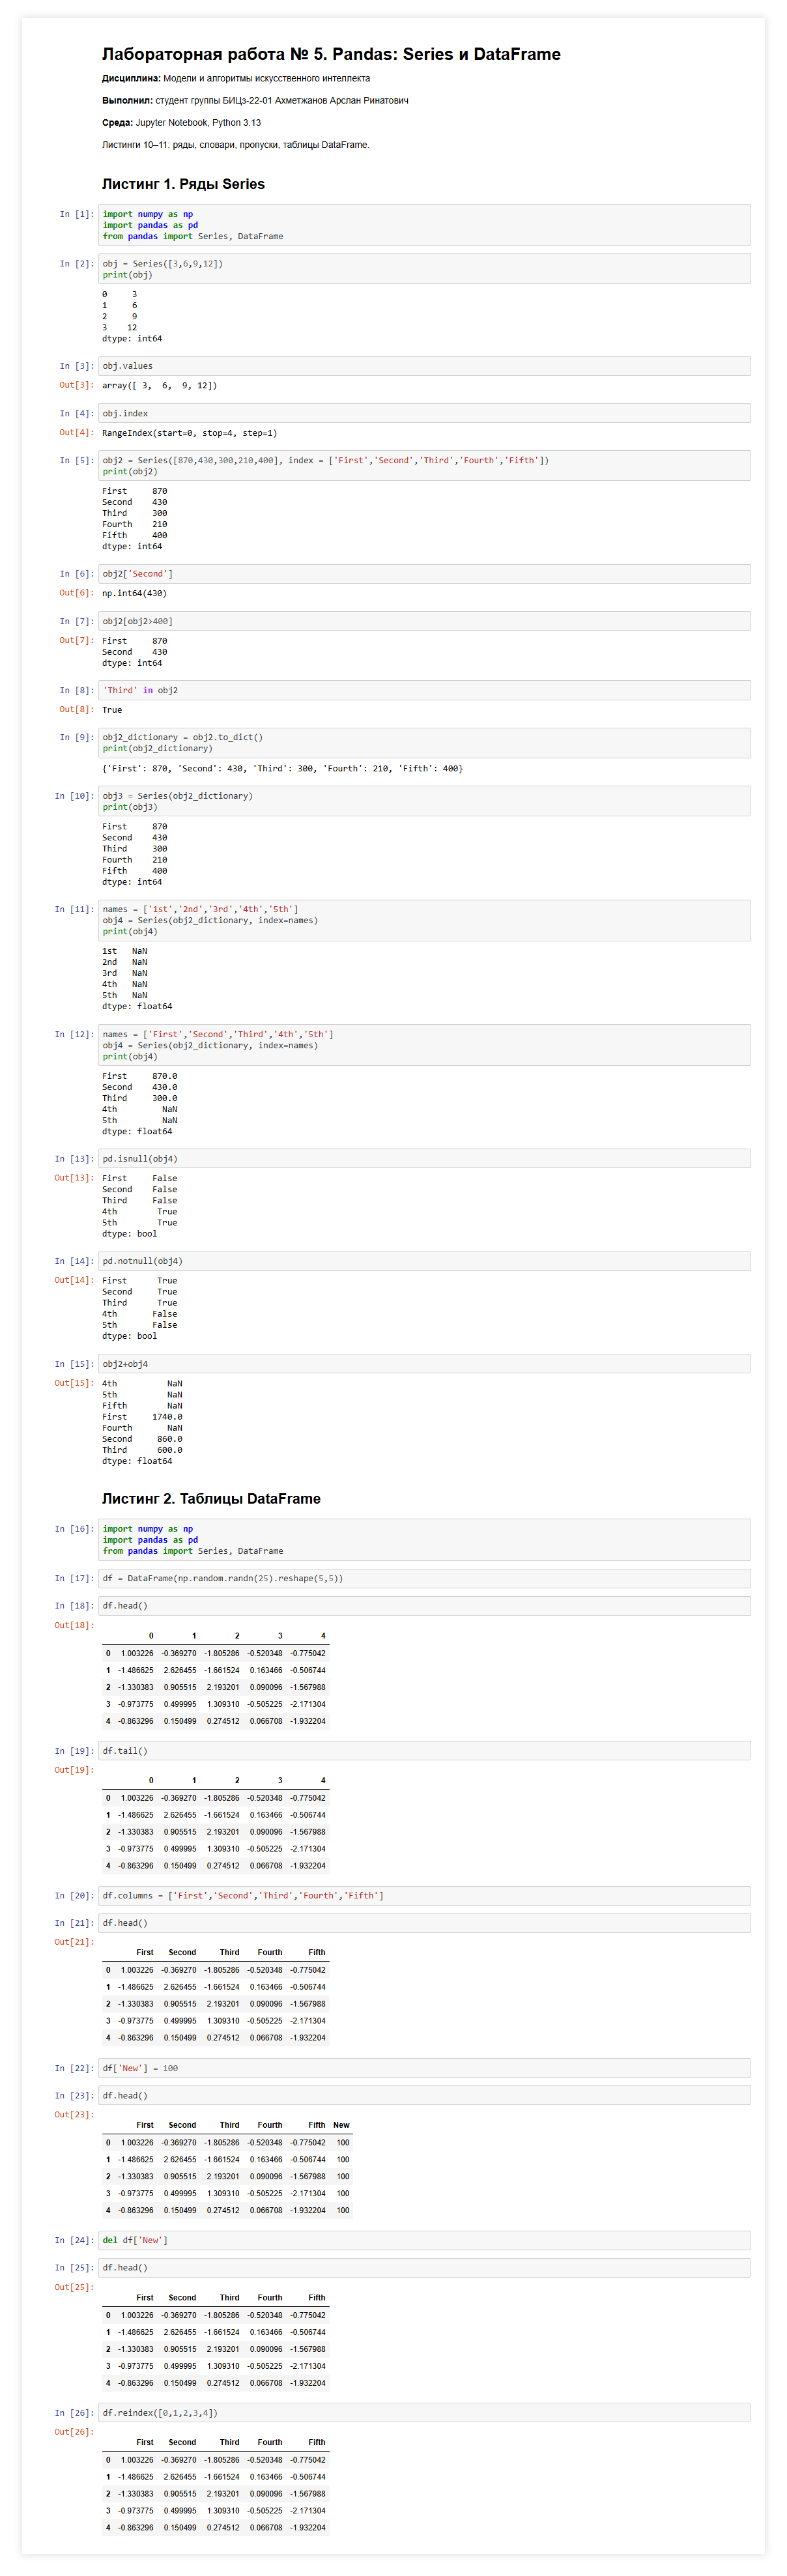 Лабораторная работа № 5. Pandas: Series и DataFrame
Дисциплина: Модели и алгоритмы искусственного интеллекта
Выполнил: студент группы БИЦз-22-01 Ахметжанов Арслан Ринатович
Среда: Jupyter Notebook, Python 3.13
Листинги 10–11: ряды, словари, пропуски, таблицы DataFrame.
Листинг 1. Ряды Series
In [1]: import numpy as np
import pandas as pd
from pandas import Series, DataFrame
In [2]: obj = Series([3,6,9,12])
print(obj)
0     3
1     6
2     9
3    12
dtype: int64
In [3]: obj.values
Out[3]: array([ 3,  6,  9, 12])
In [4]: obj.index
Out[4]: RangeIndex(start=0, stop=4, step=1)
In [5]: obj2 = Series([870,430,300,210,400], index = ['First','Second','Third','Fourth','Fifth'])
print(obj2)
First     870
Second    430
Third     300
Fourth    210
Fifth     400
dtype: int64
In [6]: obj2['Second']
Out[6]: np.int64(430)
In [7]: obj2[obj2>400]
Out[7]: First     870
Second    430
dtype: int64
In [8]: 'Third' in obj2
Out[8]: True
In [9]: obj2_dictionary = obj2.to_dict()
print(obj2_dictionary)
{'First': 870, 'Second': 430, 'Third': 300, 'Fourth': 210, 'Fifth': 400}
In [10]: obj3 = Series(obj2_dictionary)
print(obj3)
First     870
Second    430
Third     300
Fourth    210
Fifth     400
dtype: int64
In [11]: names = ['1st','2nd','3rd','4th','5th']
obj4 = Series(obj2_dictionary, index=names)
print(obj4)
1st   NaN
2nd   NaN
3rd   NaN
4th   NaN
5th   NaN
dtype: float64
In [12]: names = ['First','Second','Third','4th','5th']
obj4 = Series(obj2_dictionary, index=names)
print(obj4)
First     870.0
Second    430.0
Third     300.0
4th         NaN
5th         NaN
dtype: float64
In [13]: pd.isnull(obj4)
Out[13]: First     False
Second    False
Third     False
4th        True
5th        True
dtype: bool
In [14]: pd.notnull(obj4)
Out[14]: First      True
Second     True
Third      True
4th       False
5th       False
dtype: bool
In [15]: obj2+obj4
Out[15]: 4th          NaN
5th          NaN
Fifth        NaN
First     1740.0
Fourth       NaN
Second     860.0
Third      600.0
dtype: float64
Листинг 2. Таблицы DataFrame
In [16]: import numpy as np
import pandas as pd
from pandas import Series, DataFrame
In [17]: df = DataFrame(np.random.randn(25).reshape(5,5))
In [18]: df.head()
Out[18]:
0 1 2 3 4
0 1.003226 -0.369270 -1.805286 -0.520348 -0.775042
1 -1.486625 2.626455 -1.661524 0.163466 -0.506744
2 -1.330383 0.905515 2.193201 0.090096 -1.567988
3 -0.973775 0.499995 1.309310 -0.505225 -2.171304
4 -0.863296 0.150499 0.274512 0.066708 -1.932204
In [19]: df.tail()
Out[19]:
0 1 2 3 4
0 1.003226 -0.369270 -1.805286 -0.520348 -0.775042
1 -1.486625 2.626455 -1.661524 0.163466 -0.506744
2 -1.330383 0.905515 2.193201 0.090096 -1.567988
3 -0.973775 0.499995 1.309310 -0.505225 -2.171304
4 -0.863296 0.150499 0.274512 0.066708 -1.932204
In [20]: df.columns = ['First','Second','Third','Fourth','Fifth']
In [21]: df.head()
Out[21]:
First Second Third Fourth Fifth
0 1.003226 -0.369270 -1.805286 -0.520348 -0.775042
1 -1.486625 2.626455 -1.661524 0.163466 -0.506744
2 -1.330383 0.905515 2.193201 0.090096 -1.567988
3 -0.973775 0.499995 1.309310 -0.505225 -2.171304
4 -0.863296 0.150499 0.274512 0.066708 -1.932204
In [22]: df['New'] = 100
In [23]: df.head()
Out[23]:
First Second Third Fourth Fifth New
0 1.003226 -0.369270 -1.805286 -0.520348 -0.775042 100
1 -1.486625 2.626455 -1.661524 0.163466 -0.506744 100
2 -1.330383 0.905515 2.193201 0.090096 -1.567988 100
3 -0.973775 0.499995 1.309310 -0.505225 -2.171304 100
4 -0.863296 0.150499 0.274512 0.066708 -1.932204 100
In [24]: del df['New']
In [25]: df.head()
Out[25]:
First Second Third Fourth Fifth
0 1.003226 -0.369270 -1.805286 -0.520348 -0.775042
1 -1.486625 2.626455 -1.661524 0.163466 -0.506744
2 -1.330383 0.905515 2.193201 0.090096 -1.567988
3 -0.973775 0.499995 1.309310 -0.505225 -2.171304
4 -0.863296 0.150499 0.274512 0.066708 -1.932204
In [26]: df.reindex([0,1,2,3,4])
Out[26]:
First Second Third Fourth Fifth
0 1.003226 -0.369270 -1.805286 -0.520348 -0.775042
1 -1.486625 2.626455 -1.661524 0.163466 -0.506744
2 -1.330383 0.905515 2.193201 0.090096 -1.567988
3 -0.973775 0.499995 1.309310 -0.505225 -2.171304
4 -0.863296 0.150499 0.274512 0.066708 -1.932204